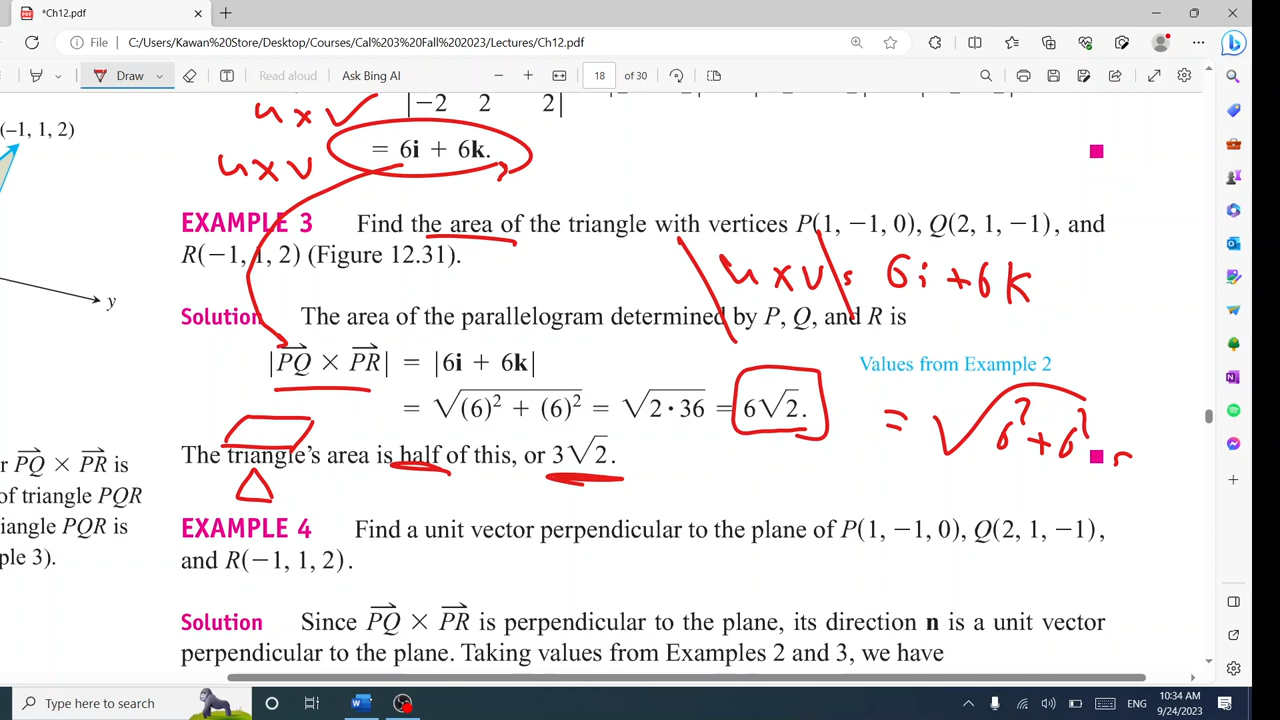 *Ch12.pdf
File C:/Users/Kawan%20Store/Desktop/Courses/Cal%203%20Fall%202023/Lectures/Ch12.pdf
Draw Read aloud Ask Bing AI 18 of 30
u x v |−2 2 2|
(−1, 1, 2)
u x v = 6i + 6k.
EXAMPLE 3 Find the area of the triangle with vertices P(1, −1, 0), Q(2, 1, −1), and
R(−1, 1, 2) (Figure 12.31).
|u x v| = 6i + 6k
y
Solution The area of the parallelogram determined by P, Q, and R is
|PQ × PR| = |6i + 6k| Values from Example 2
= √(6)² + (6)² = √2 · 36 = 6√2. = √6² + 6² =
The triangle's area is half of this, or 3√2.
r PQ × PR is
of triangle PQR
iangle PQR is
ple 3).
EXAMPLE 4 Find a unit vector perpendicular to the plane of P(1, −1, 0), Q(2, 1, −1),
and R(−1, 1, 2).
Solution Since PQ × PR is perpendicular to the plane, its direction n is a unit vector
perpendicular to the plane. Taking values from Examples 2 and 3, we have
Type here to search
ENG
10:34 AM
9/24/2023